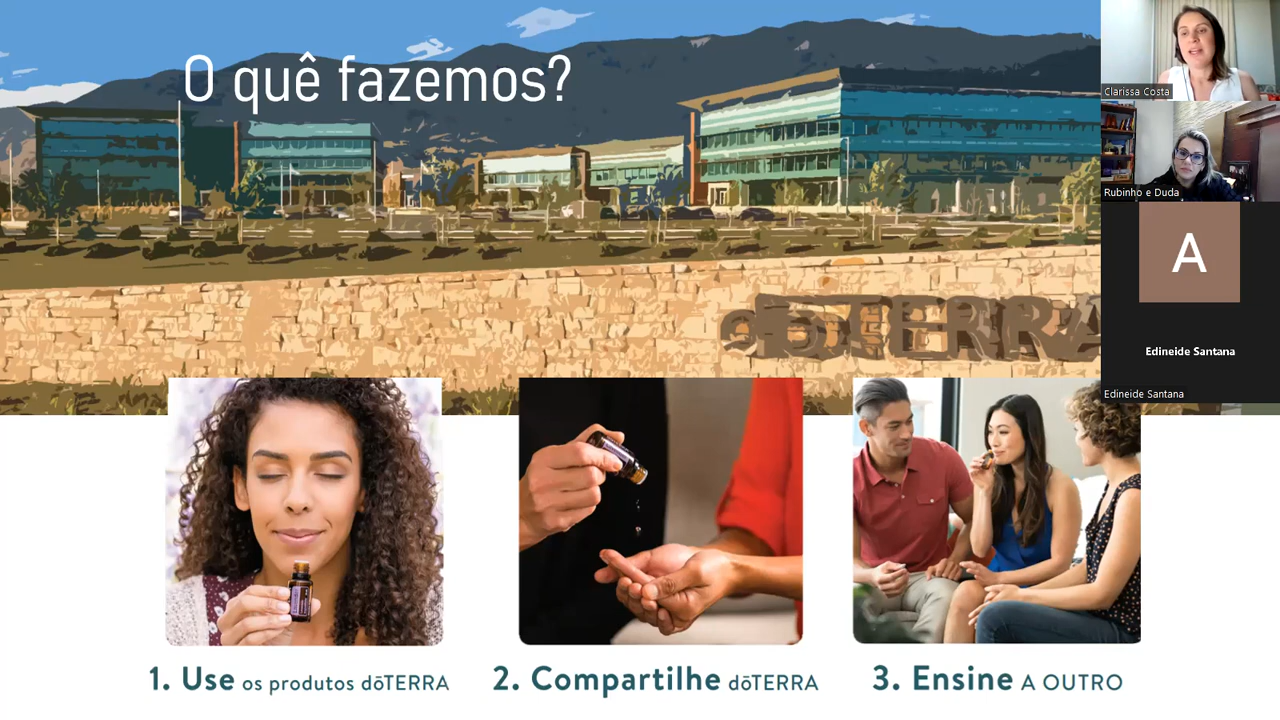 O quê fazemos?
dōTERRA
1. Use os produtos dōTERRA
2. Compartilhe dōTERRA
3. Ensine A OUTRO
Clarissa Costa
Rubinho e Duda
A
Edineide Santana
Edineide Santana